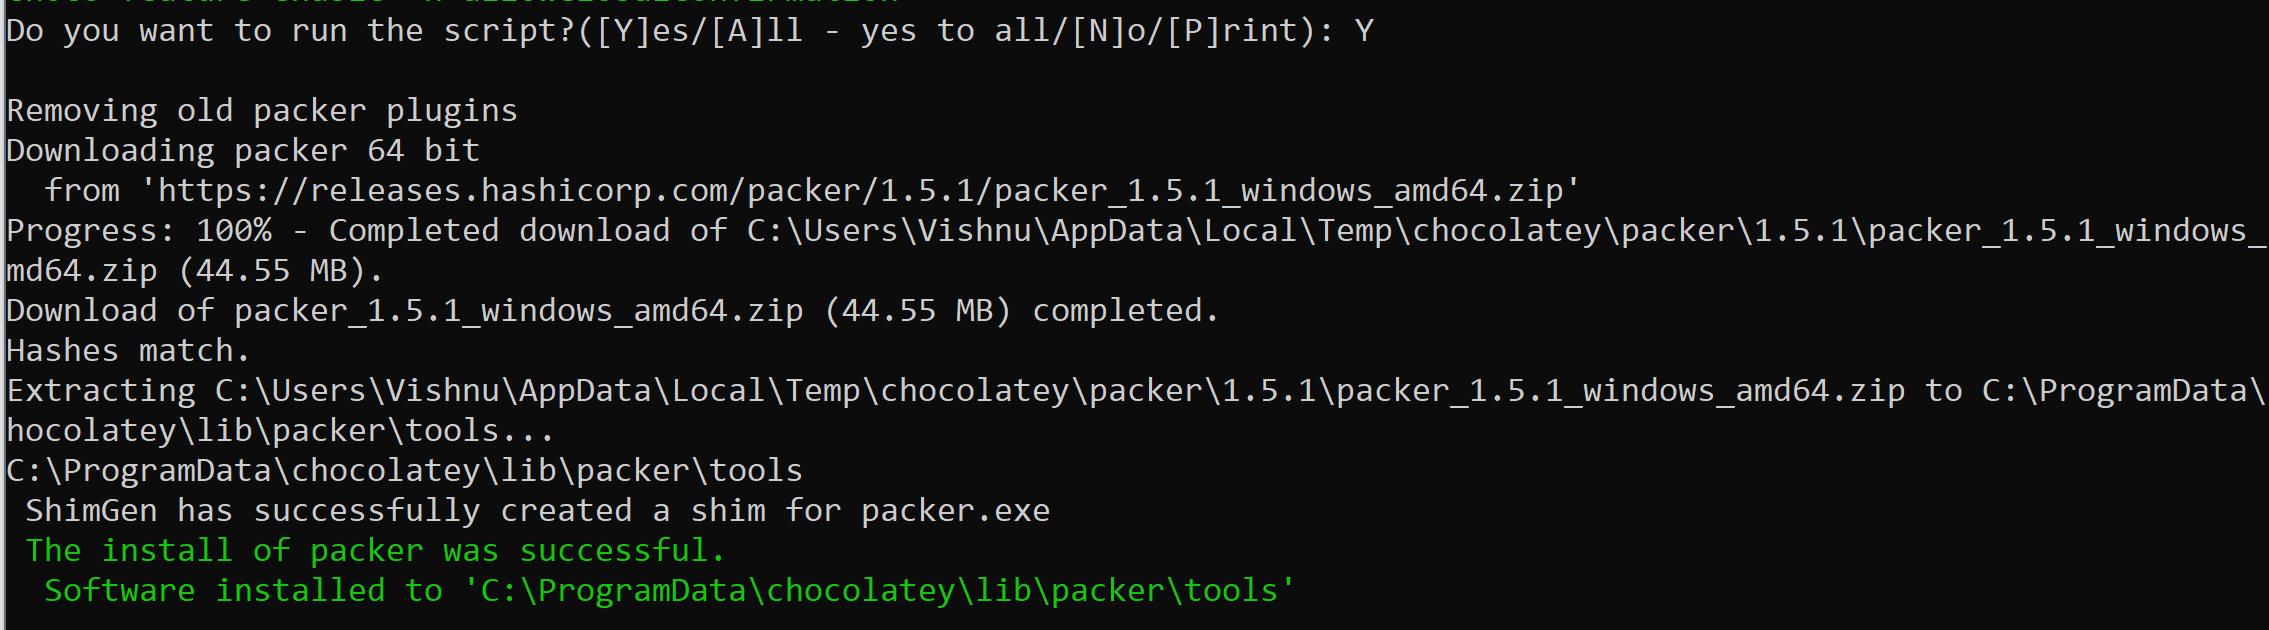 Do you want to run the script?([Y]es/[A]ll - yes to all/[N]o/[P]rint): Y
Removing old packer plugins
Downloading packer 64 bit
from 'https://releases.hashicorp.com/packer/1.5.1/packer_1.5.1_windows_amd64.zip'
Progress: 100% - Completed download of C:\Users\Vishnu\AppData\Local\Temp\chocolatey\packer\1.5.1\packer_1.5.1_windows_
md64.zip (44.55 MB).
Download of packer_1.5.1_windows_amd64.zip (44.55 MB) completed.
Hashes match.
Extracting C:\Users\Vishnu\AppData\Local\Temp\chocolatey\packer\1.5.1\packer_1.5.1_windows_amd64.zip to C:\ProgramData\
hocolatey\lib\packer\tools...
C:\ProgramData\chocolatey\lib\packer\tools
ShimGen has successfully created a shim for packer.exe
The install of packer was successful.
Software installed to 'C:\ProgramData\chocolatey\lib\packer\tools'